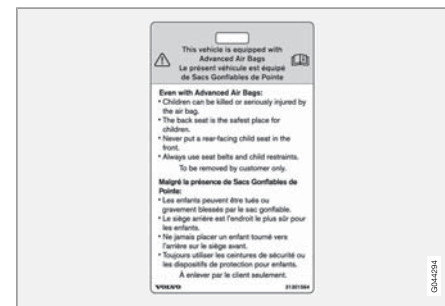 This vehicle is equipped with
Advanced Air Bags
Le présent véhicule est équipé
de Sacs Gonflables de Pointe
Even with Advanced Air Bags:
• Children can be killed or seriously injured by
the air bag.
• The back seat is the safest place for
children.
• Never put a rear-facing child seat in the
front.
• Always use seat belts and child restraints.
To be removed by customer only.
Malgré la présence de Sacs Gonflables de
Pointe:
• Les enfants peuvent être tués ou
gravement blessés par le sac gonflable.
• Le siège arrière est l'endroit le plus sûr pour
les enfants.
• Ne jamais placer un enfant tourné vers
l'arrière sur le siège avant.
• Toujours utiliser les ceintures de sécurité ou
les dispositifs de protection pour enfants.
À enlever par le client seulement.
VOLVO 31301564
G044294